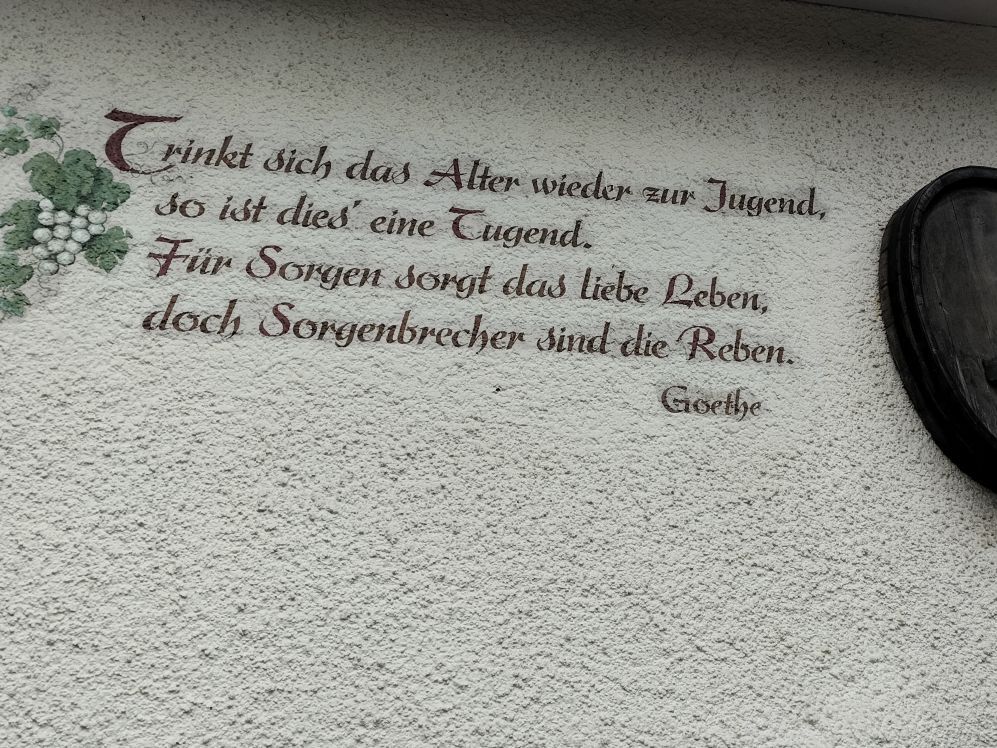 Trinkt sich das Alter wieder zur Jugend,
so ist dies' eine Tugend.
Für Sorgen sorgt das liebe Leben,
doch Sorgenbrecher sind die Reben.
Goethe